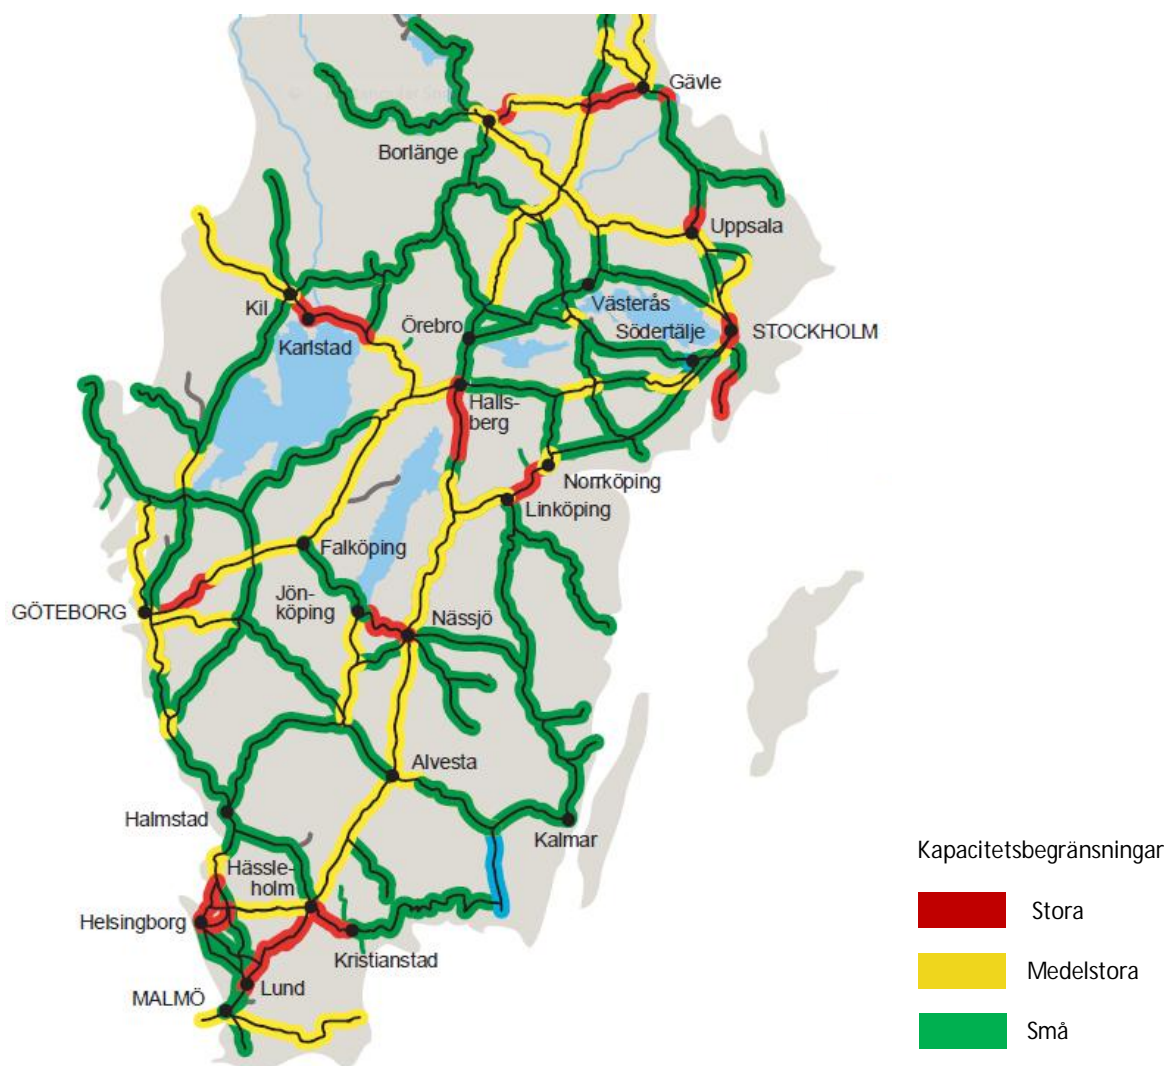 Gävle
Borlänge
Uppsala
Kil
Västerås
Örebro
Södertälje
STOCKHOLM
Karlstad
Halls-
berg
Norrköping
Linköping
Falköping
Jön-
köping
GÖTEBORG
Nässjö
Alvesta
Halmstad
Kalmar
Hässle-
holm
Helsingborg
Kristianstad
Lund
MALMÖ
Kapacitetsbegränsningar
Stora
Medelstora
Små